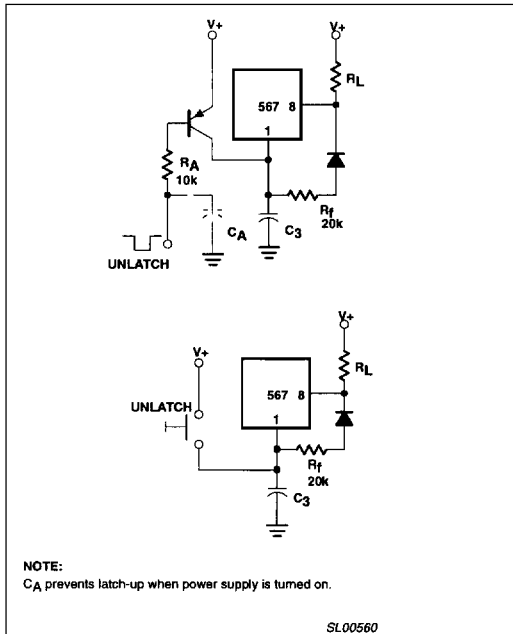 V+
V+
RL
567 8
1
RA
10k
Rf
20k
CA
C3
UNLATCH
V+
V+
RL
UNLATCH
567 8
1
Rf
20k
C3
NOTE:
CA prevents latch-up when power supply is turned on.
SL00560